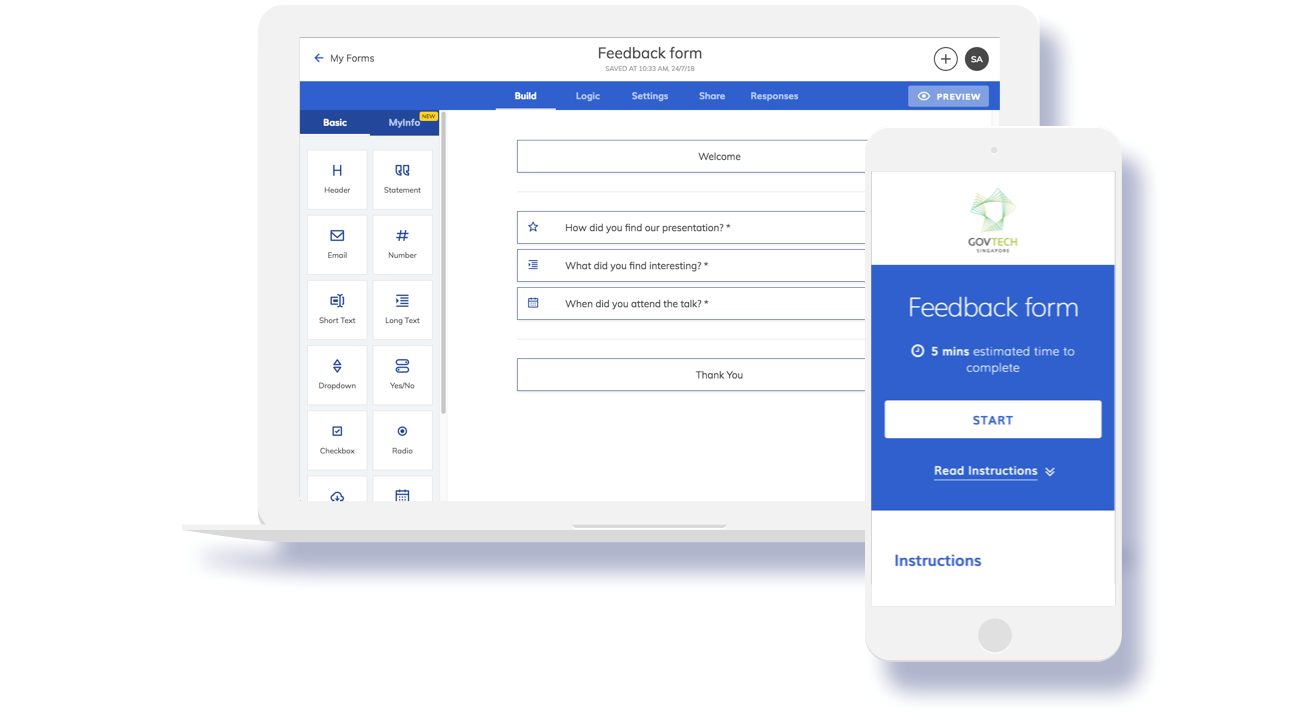 My Forms
Feedback form
SAVED AT 10:33 AM, 24/7/18
SA
Build
Logic
Settings
Share
Responses
PREVIEW
Basic
MyInfo
NEW
Header
Statement
Email
Number
Short Text
Long Text
Dropdown
Yes/No
Checkbox
Radio
Welcome
How did you find our presentation? *
What did you find interesting? *
When did you attend the talk? *
Thank You
GOVTECH
SINGAPORE
Feedback form
5 mins estimated time to
complete
START
Read Instructions
Instructions